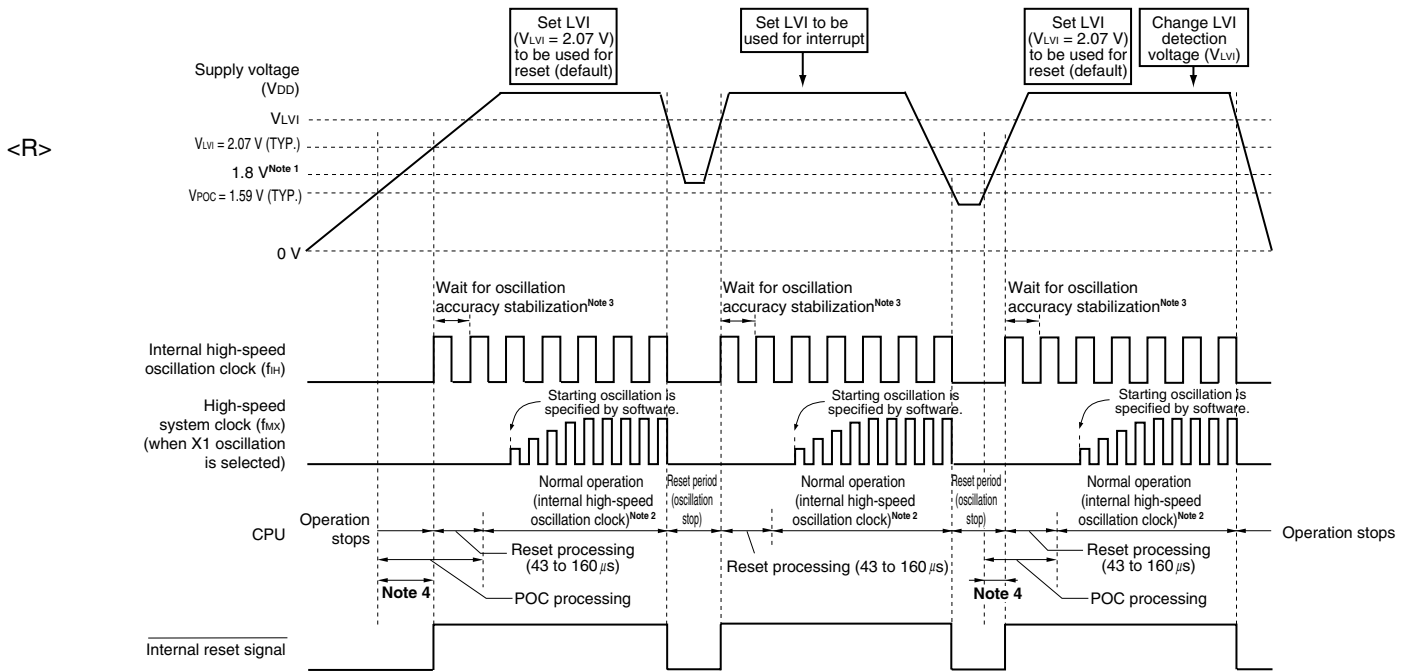 Set LVI
(VLVI = 2.07 V)
to be used for
reset (default)
Set LVI to be
used for interrupt
Set LVI
(VLVI = 2.07 V)
to be used for
reset (default)
Change LVI
detection
voltage (VLVI)
Supply voltage
(VDD)
<R>
VLVI
VLVI = 2.07 V (TYP.)
1.8 V Note 1
VPOC = 1.59 V (TYP.)
0 V
Wait for oscillation
accuracy stabilization Note 3
Wait for oscillation
accuracy stabilization Note 3
Wait for oscillation
accuracy stabilization Note 3
Internal high-speed
oscillation clock (fIH)
High-speed
system clock (fMX)
(when X1 oscillation
is selected)
Starting oscillation is
specified by software.
Starting oscillation is
specified by software.
Starting oscillation is
specified by software.
CPU
Operation
stops
Normal operation
(internal high-speed
oscillation clock) Note 2
Reset period
(oscillation
stop)
Normal operation
(internal high-speed
oscillation clock) Note 2
Reset period
(oscillation
stop)
Normal operation
(internal high-speed
oscillation clock) Note 2
Operation stops
Reset processing
(43 to 160 μs)
Reset processing (43 to 160 μs)
Reset processing
(43 to 160 μs)
Note 4
POC processing
Note 4
POC processing
Internal reset signal